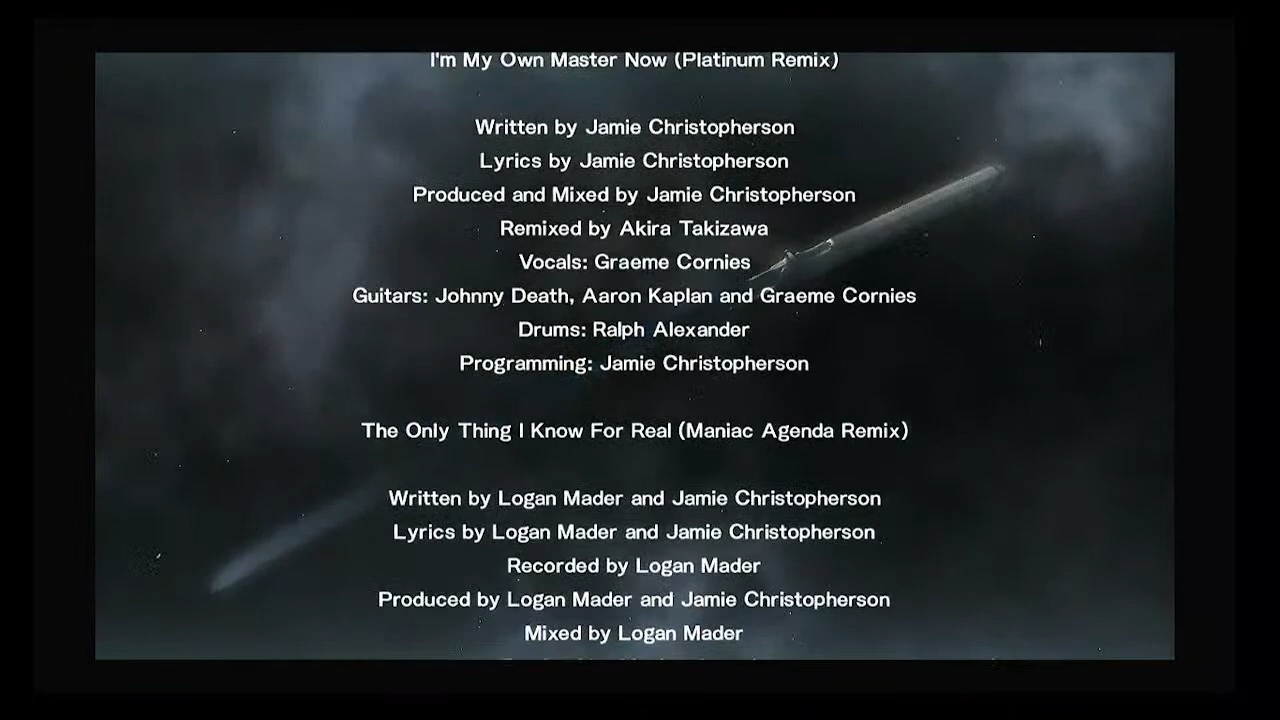 I'm My Own Master Now (Platinum Remix)
Written by Jamie Christopherson
Lyrics by Jamie Christopherson
Produced and Mixed by Jamie Christopherson
Remixed by Akira Takizawa
Vocals: Graeme Cornies
Guitars: Johnny Death, Aaron Kaplan and Graeme Cornies
Drums: Ralph Alexander
Programming: Jamie Christopherson
The Only Thing I Know For Real (Maniac Agenda Remix)
Written by Logan Mader and Jamie Christopherson
Lyrics by Logan Mader and Jamie Christopherson
Recorded by Logan Mader
Produced by Logan Mader and Jamie Christopherson
Mixed by Logan Mader